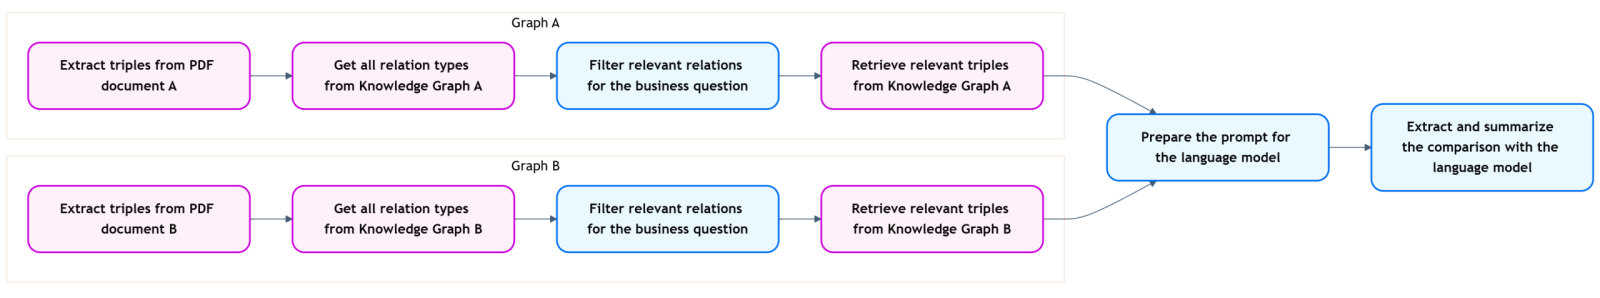 Graph A
Extract triples from PDF
document A
Get all relation types
from Knowledge Graph A
Filter relevant relations
for the business question
Retrieve relevant triples
from Knowledge Graph A
Graph B
Extract triples from PDF
document B
Get all relation types
from Knowledge Graph B
Filter relevant relations
for the business question
Retrieve relevant triples
from Knowledge Graph B
Prepare the prompt for
the language model
Extract and summarize
the comparison with the
language model